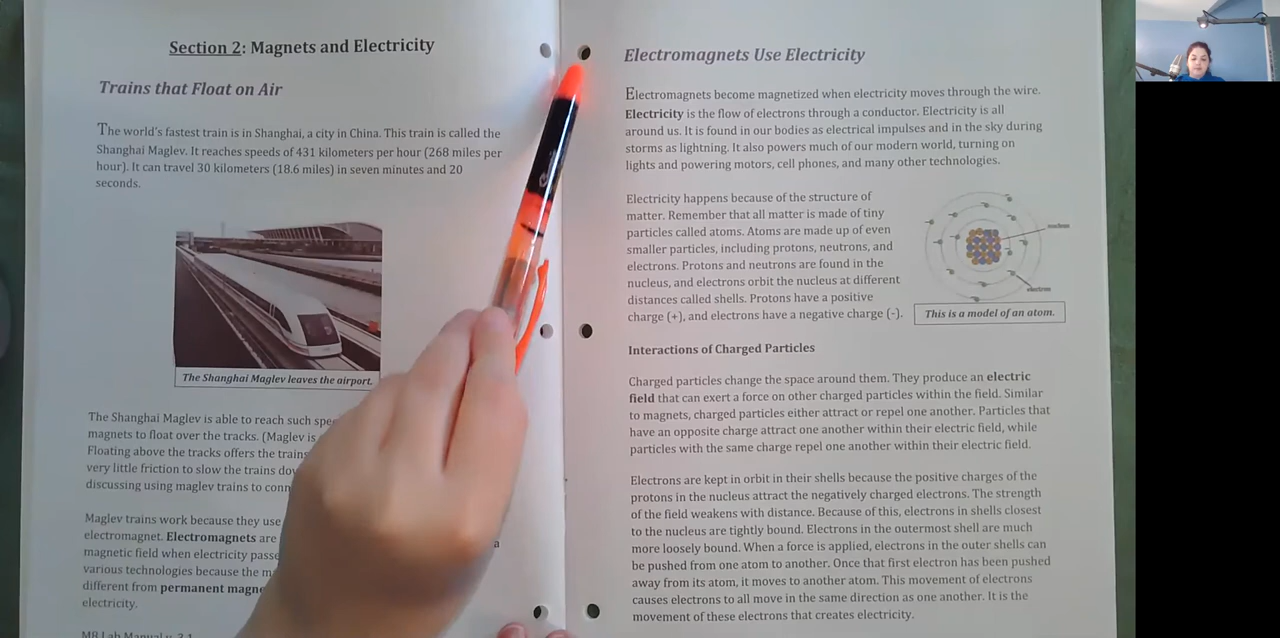 Section 2: Magnets and Electricity
Trains that Float on Air
The world's fastest train is in Shanghai, a city in China. This train is called the
Shanghai Maglev. It reaches speeds of 431 kilometers per hour (268 miles per
hour). It can travel 30 kilometers (18.6 miles) in seven minutes and 20
seconds.
The Shanghai Maglev leaves the airport.
The Shanghai Maglev is able to reach such
magnets to float over the tracks. (Maglev is
Floating above the tracks offers the trains
very little friction to slow the trains
discussing using maglev trains to
a
Maglev trains work because they use
electromagnet. Electromagnets are
magnetic field when electricity
various technologies because the
different from permanent
electricity.
MR Lab Manual
Electromagnets Use Electricity
Electromagnets become magnetized when electricity moves through the wire.
Electricity is the flow of electrons through a conductor. Electricity is all
around us. It is found in our bodies as electrical impulses and in the sky during
storms as lightning. It also powers much of our modern world, turning on
lights and powering motors, cell phones, and many other technologies.
Electricity happens because of the structure of
matter. Remember that all matter is made of tiny
particles called atoms. Atoms are made up of even
smaller particles, including protons, neutrons, and
electrons. Protons and neutrons are found in the
nucleus, and electrons orbit the nucleus at different
distances called shells. Protons have a positive
charge (+), and electrons have a negative charge (-).
nucleus
electron
This is a model of an atom.
Interactions of Charged Particles
Charged particles change the space around them. They produce an electric
field that can exert a force on other charged particles within the field. Similar
to magnets, charged particles either attract or repel one another. Particles that
have an opposite charge attract one another within their electric field, while
particles with the same charge repel one another within their electric field.
Electrons are kept in orbit in their shells because the positive charges of the
protons in the nucleus attract the negatively charged electrons. The strength
of the field weakens with distance. Because of this, electrons in shells closest
to the nucleus are tightly bound. Electrons in the outermost shell are much
more loosely bound. When a force is applied, electrons in the outer shells can
be pushed from one atom to another. Once that first electron has been pushed
away from its atom, it moves to another atom. This movement of electrons
causes electrons to all move in the same direction as one another. It is the
movement of these electrons that creates electricity.